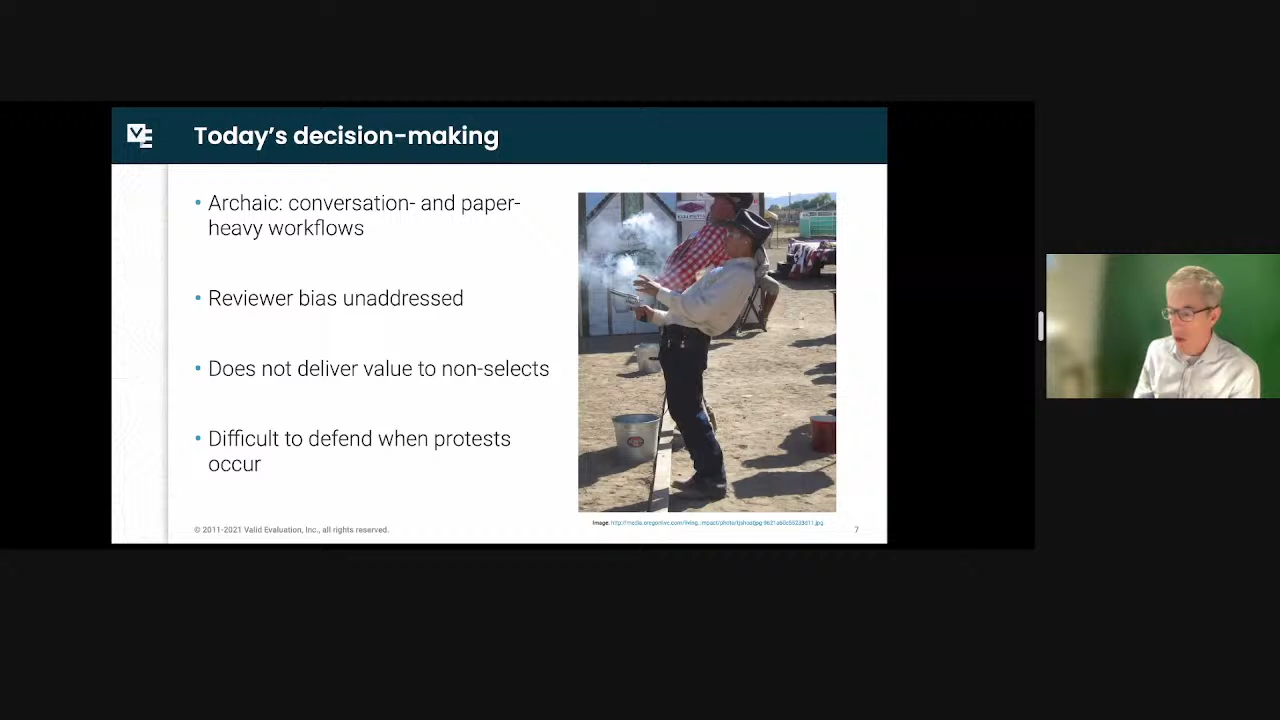 Today's decision-making
• Archaic: conversation- and paper-
heavy workflows
• Reviewer bias unaddressed
• Does not deliver value to non-selects
• Difficult to defend when protests
occur
Image:
© 2011-2021 Valid Evaluation, Inc., all rights reserved.
7